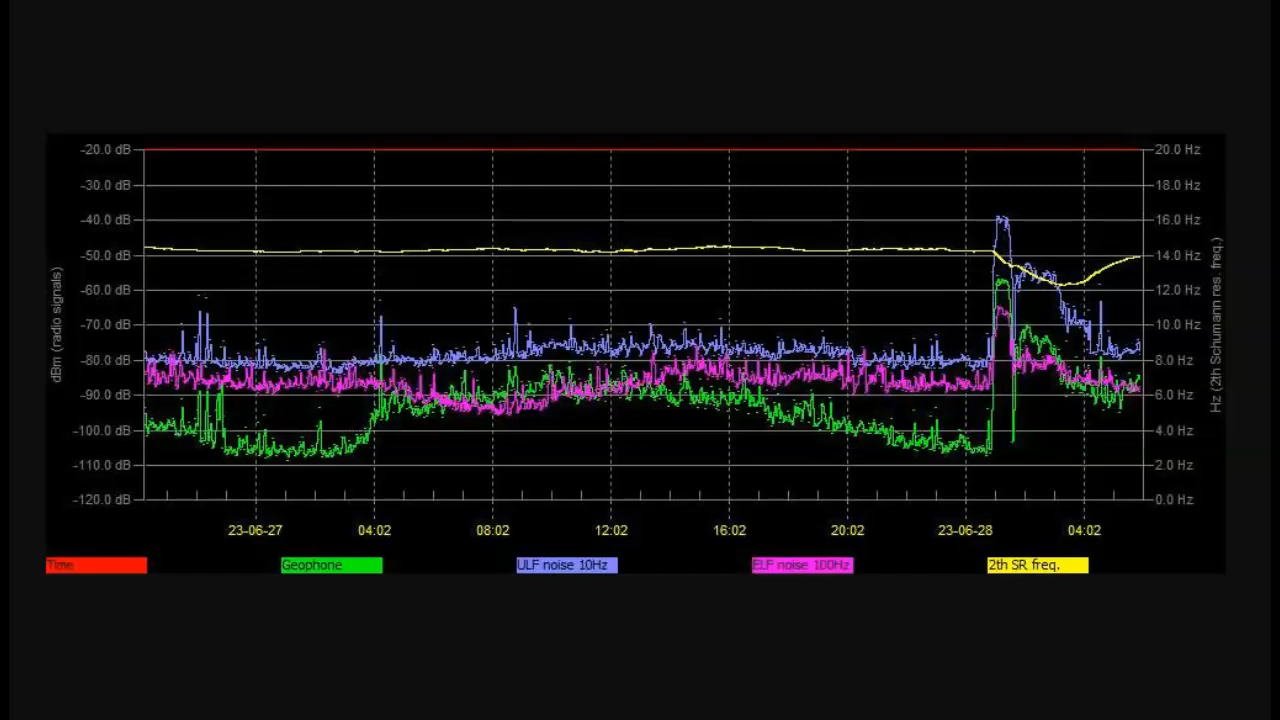 -20.0 dB
20.0 Hz
-30.0 dB
18.0 Hz
-40.0 dB
16.0 Hz
-50.0 dB
14.0 Hz
-60.0 dB
12.0 Hz
-70.0 dB
10.0 Hz
-80.0 dB
8.0 Hz
-90.0 dB
6.0 Hz
-100.0 dB
4.0 Hz
-110.0 dB
2.0 Hz
-120.0 dB
0.0 Hz
dBm (radio signals)
Hz (2th Schumann res. freq.)
23-06-27
04:02
08:02
12:02
16:02
20:02
23-06-28
04:02
Time
Geophone
ULF noise 10Hz
ELF noise 100Hz
2th SR freq.